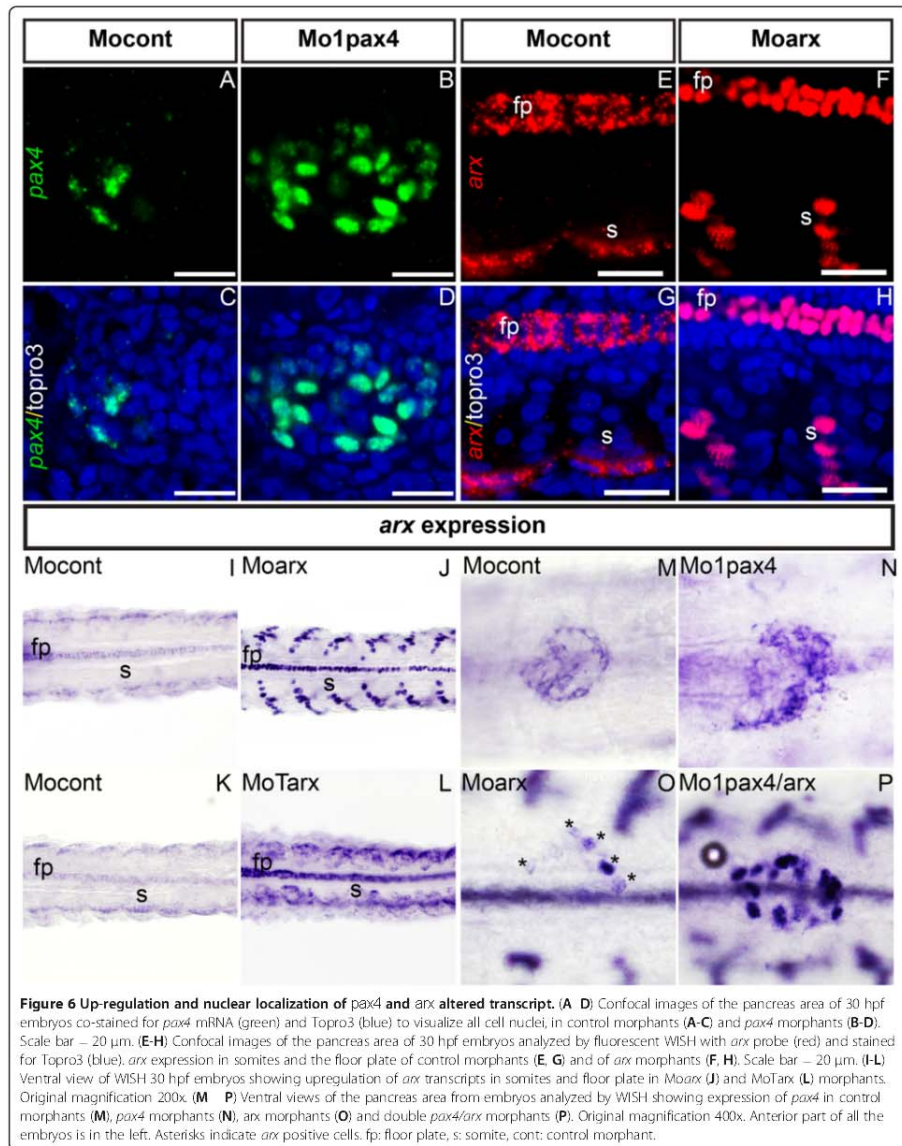 Mocont
Mo1pax4
Mocont
Moarx
A
B
E
F
pax4
fp
s
arx
fp
s
C
D
G
H
pax4/topro3
fp
s
arx/topro3
fp
s
arx expression
Mocont
I
Moarx
J
Mocont
M
Mo1pax4
N
fp
s
fp
s
Mocont
K
MoTarx
L
Moarx
O
Mo1pax4/arx
P
fp
s
fp
s
* * * * *
Figure 6 Up-regulation and nuclear localization of pax4 and arx altered transcript. (A D) Confocal images of the pancreas area of 30 hpf
embryos co-stained for pax4 mRNA (green) and Topro3 (blue) to visualize all cell nuclei, in control morphants (A-C) and pax4 morphants (B-D).
Scale bar – 20 μm. (E-H) Confocal images of the pancreas area of 30 hpf embryos analyzed by fluorescent WISH with arx probe (red) and stained
for Topro3 (blue). arx expression in somites and the floor plate of control morphants (E, G) and of arx morphants (F, H). Scale bar – 20 μm. (I-L)
Ventral view of WISH 30 hpf embryos showing upregulation of arx transcripts in somites and floor plate in Moarx (J) and MoTarx (L) morphants.
Original magnification 200x. (M P) Ventral views of the pancreas area from embryos analyzed by WISH showing expression of pax4 in control
morphants (M), pax4 morphants (N), arx morphants (O) and double pax4/arx morphants (P). Original magnification 400x. Anterior part of all the
embryos is in the left. Asterisks indicate arx positive cells. fp: floor plate, s: somite, cont: control morphant.